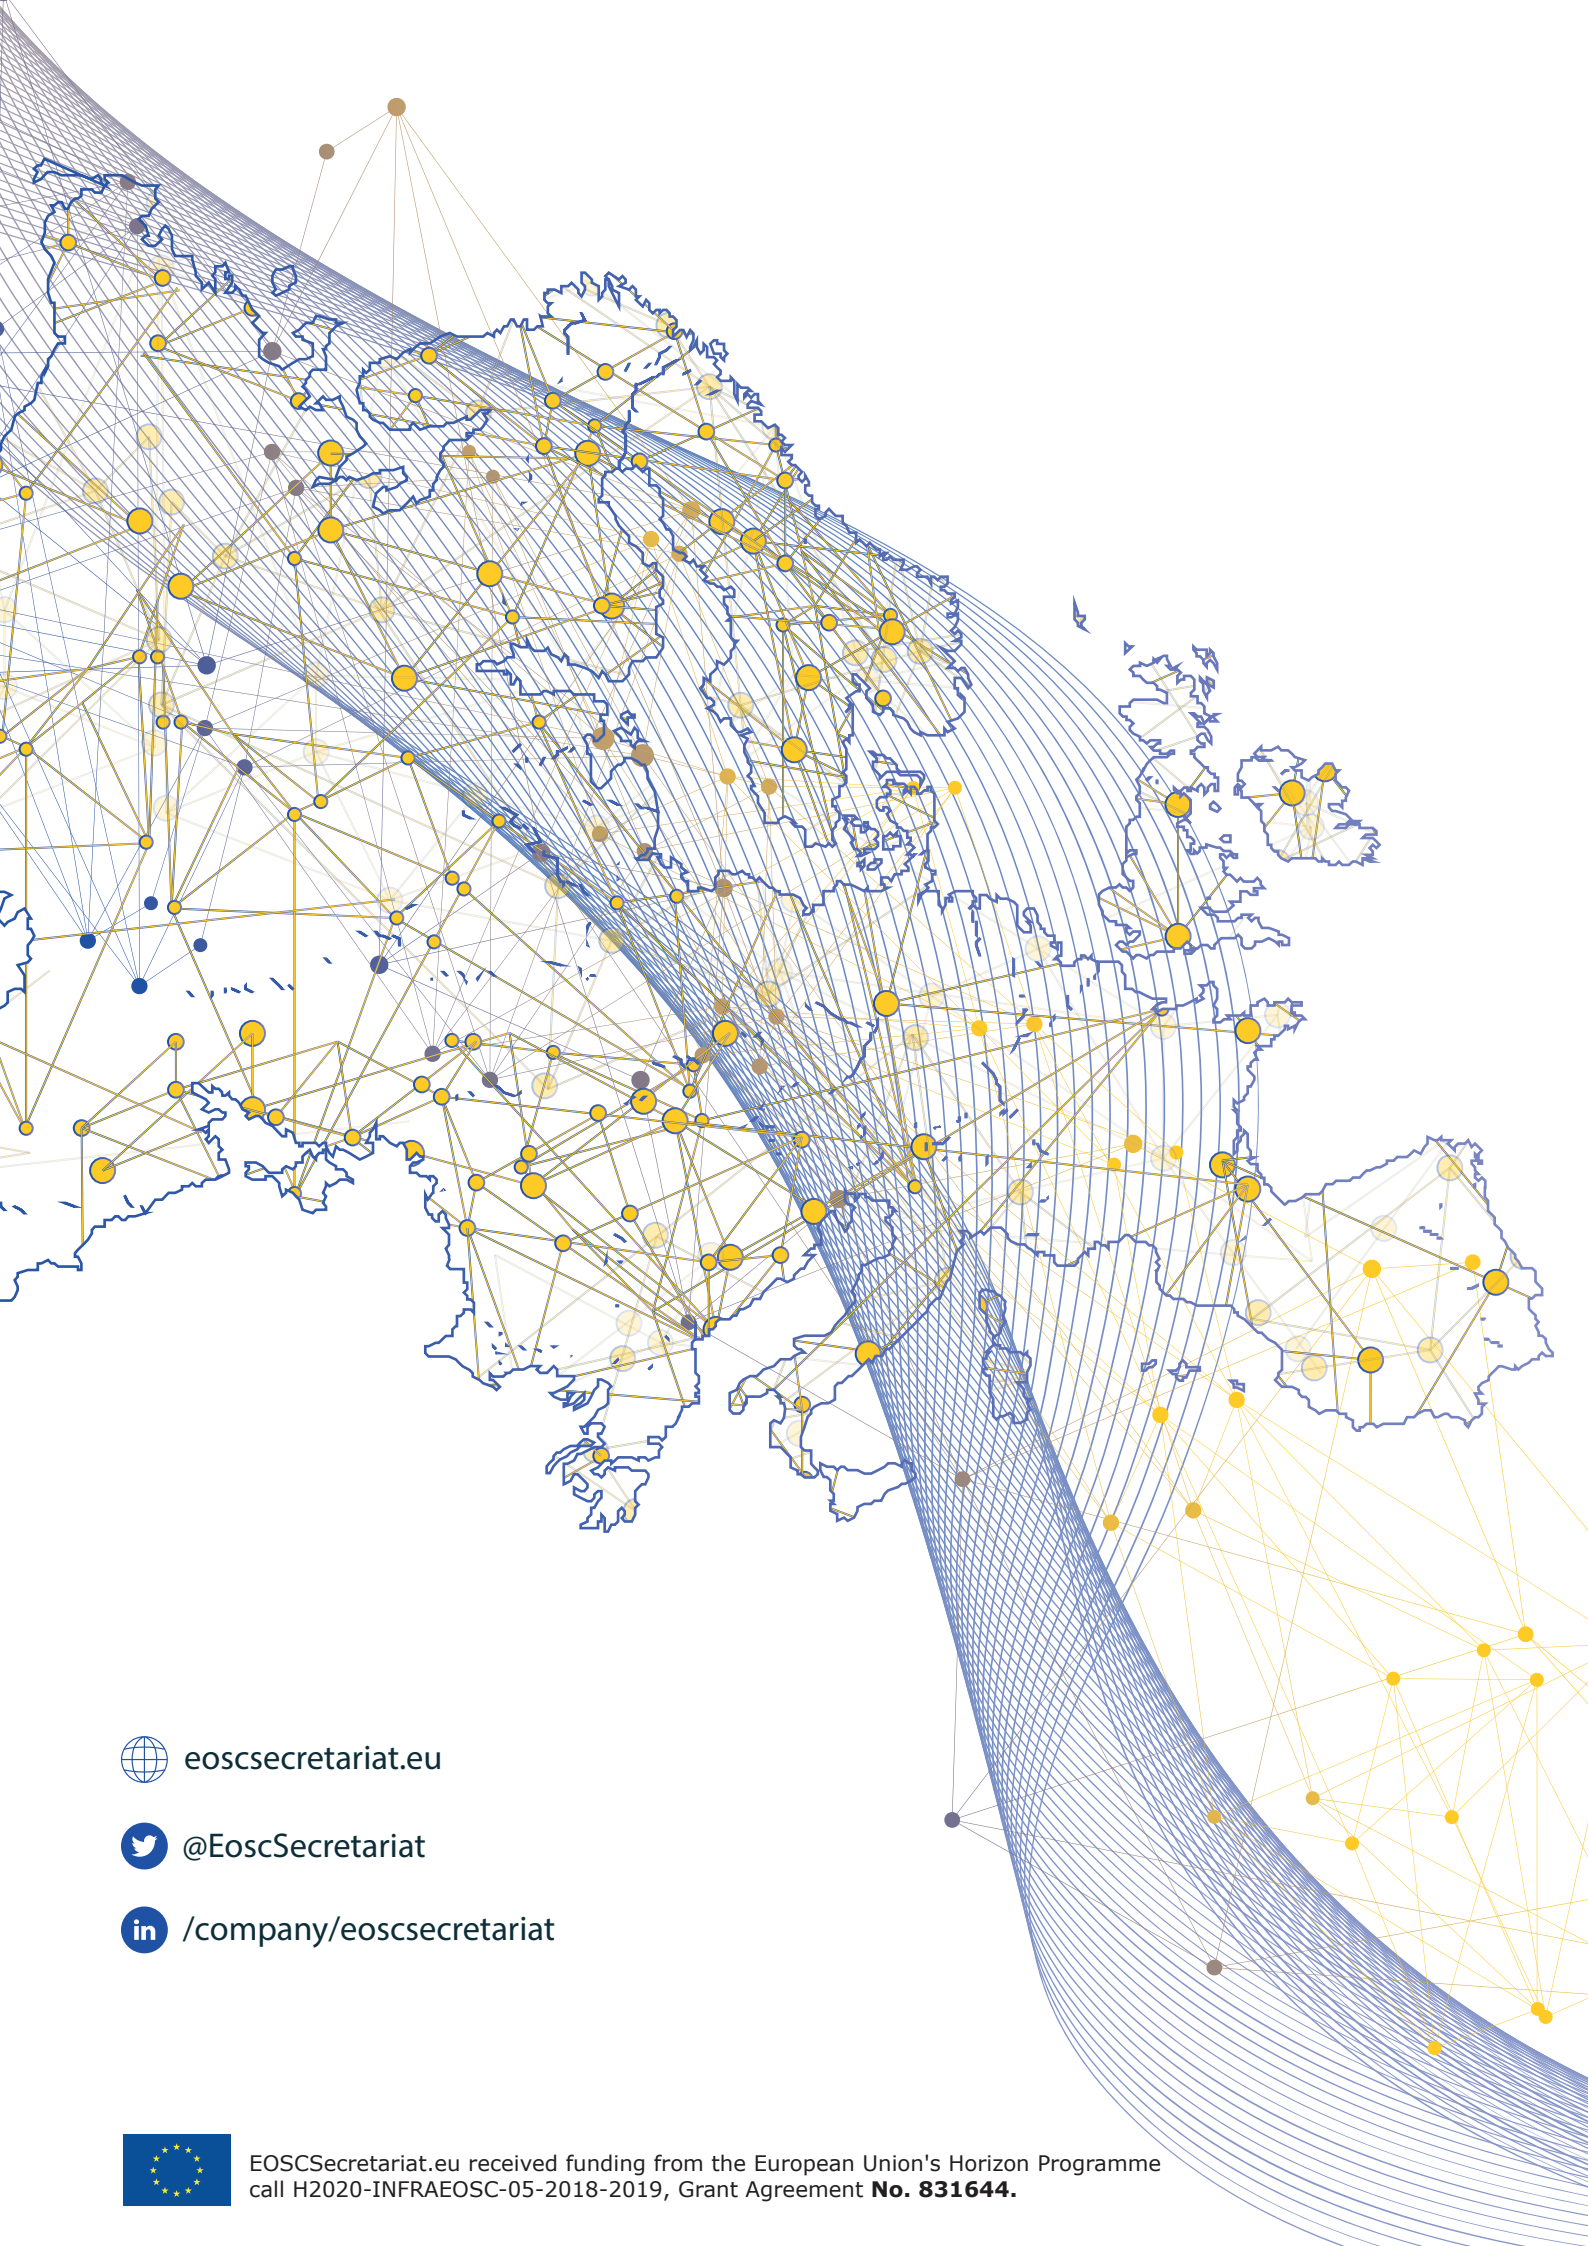 eoscsecretariat.eu
@EoscSecretariat
in /company/eoscsecretariat
EOSCSecretariat.eu received funding from the European Union's Horizon Programme
call H2020-INFRAEOSC-05-2018-2019, Grant Agreement No. 831644.